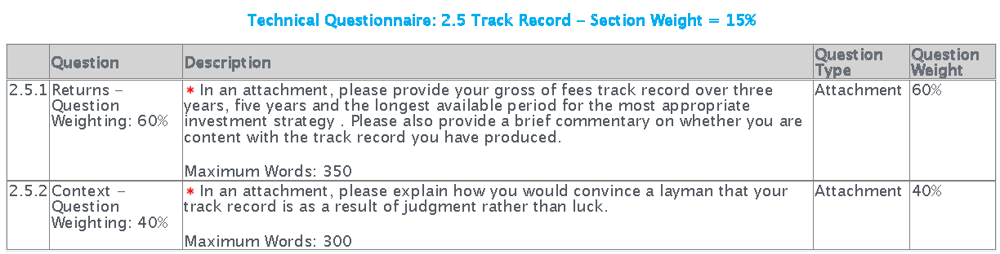 Technical Questionnaire: 2.5 Track Record – Section Weight = 15%
Question Description Question Type Question Weight
2.5.1 Returns – Question Weighting: 60%
* In an attachment, please provide your gross of fees track record over three
years, five years and the longest available period for the most appropriate
investment strategy . Please also provide a brief commentary on whether you are
content with the track record you have produced.
Maximum Words: 350
Attachment 60%
2.5.2 Context – Question Weighting: 40%
* In an attachment, please explain how you would convince a layman that your
track record is as a result of judgment rather than luck.
Maximum Words: 300
Attachment 40%